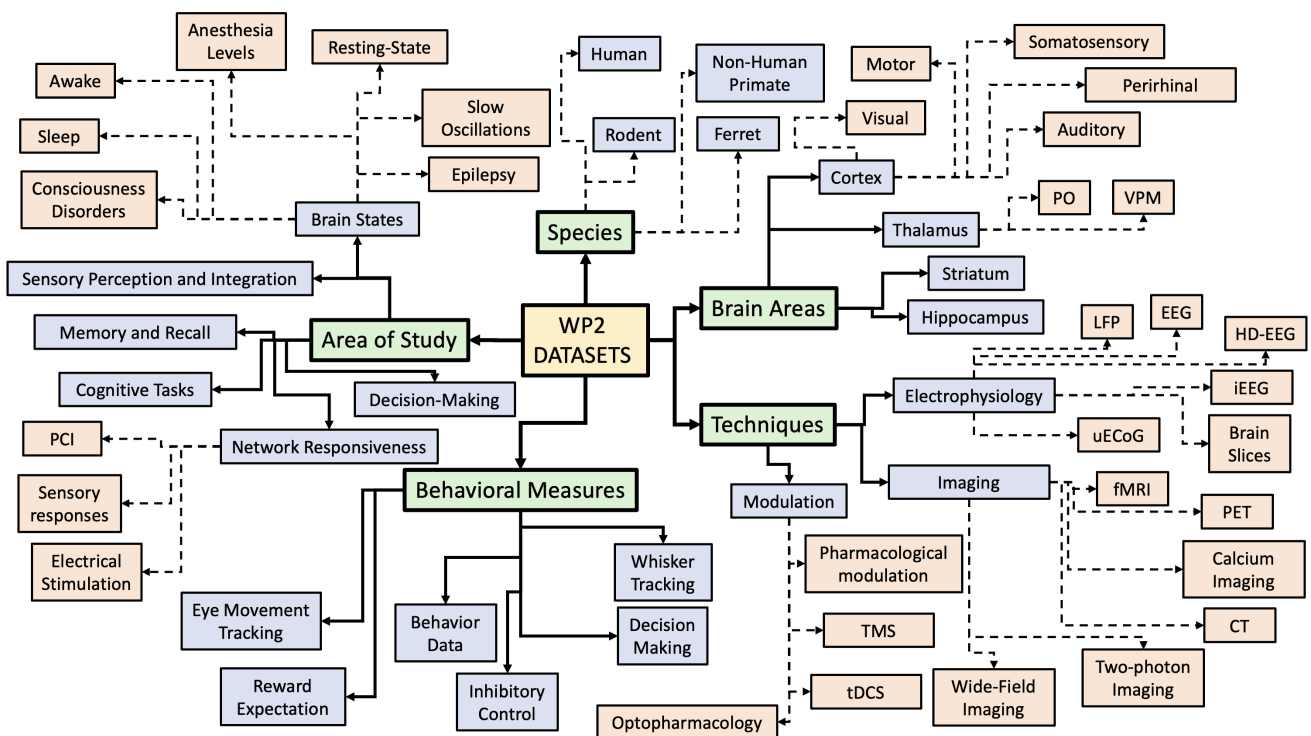 Anesthesia
Levels
Resting-State
Human
Non-Human
Primate
Motor
Somatosensory
Awake
Perirhinal
Slow
Oscillations
Visual
Sleep
Rodent
Ferret
Auditory
Epilepsy
Cortex
Consciousness
Disorders
PO
VPM
Brain States
Species
Thalamus
Sensory Perception and Integration
Striatum
Brain Areas
Hippocampus
Memory and Recall
Area of Study
WP2
DATASETS
LFP
EEG
HD-EEG
Cognitive Tasks
Decision-Making
Electrophysiology
iEEG
PCI
Network Responsiveness
Techniques
uECoG
Brain
Slices
Sensory
responses
Behavioral Measures
Modulation
Imaging
fMRI
PET
Electrical
Stimulation
Whisker
Tracking
Pharmacological
modulation
Calcium
Imaging
Eye Movement
Tracking
Behavior
Data
Decision
Making
TMS
CT
Reward
Expectation
Inhibitory
Control
tDCS
Wide-Field
Imaging
Two-photon
Imaging
Optopharmacology